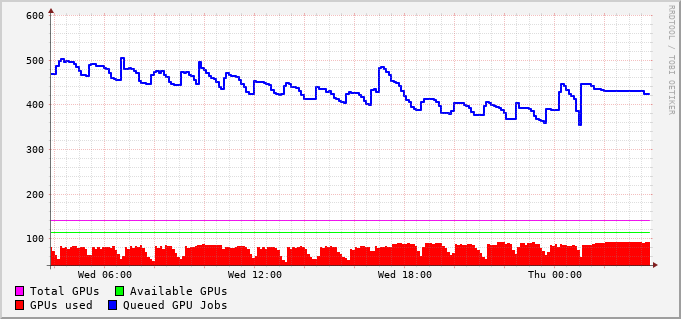 600
500
400
300
200
100
Wed 06:00 Wed 12:00 Wed 18:00 Thu 00:00
Total GPUs Available GPUs
GPUs used Queued GPU Jobs
RRDTOOL / TOBI OETIKER